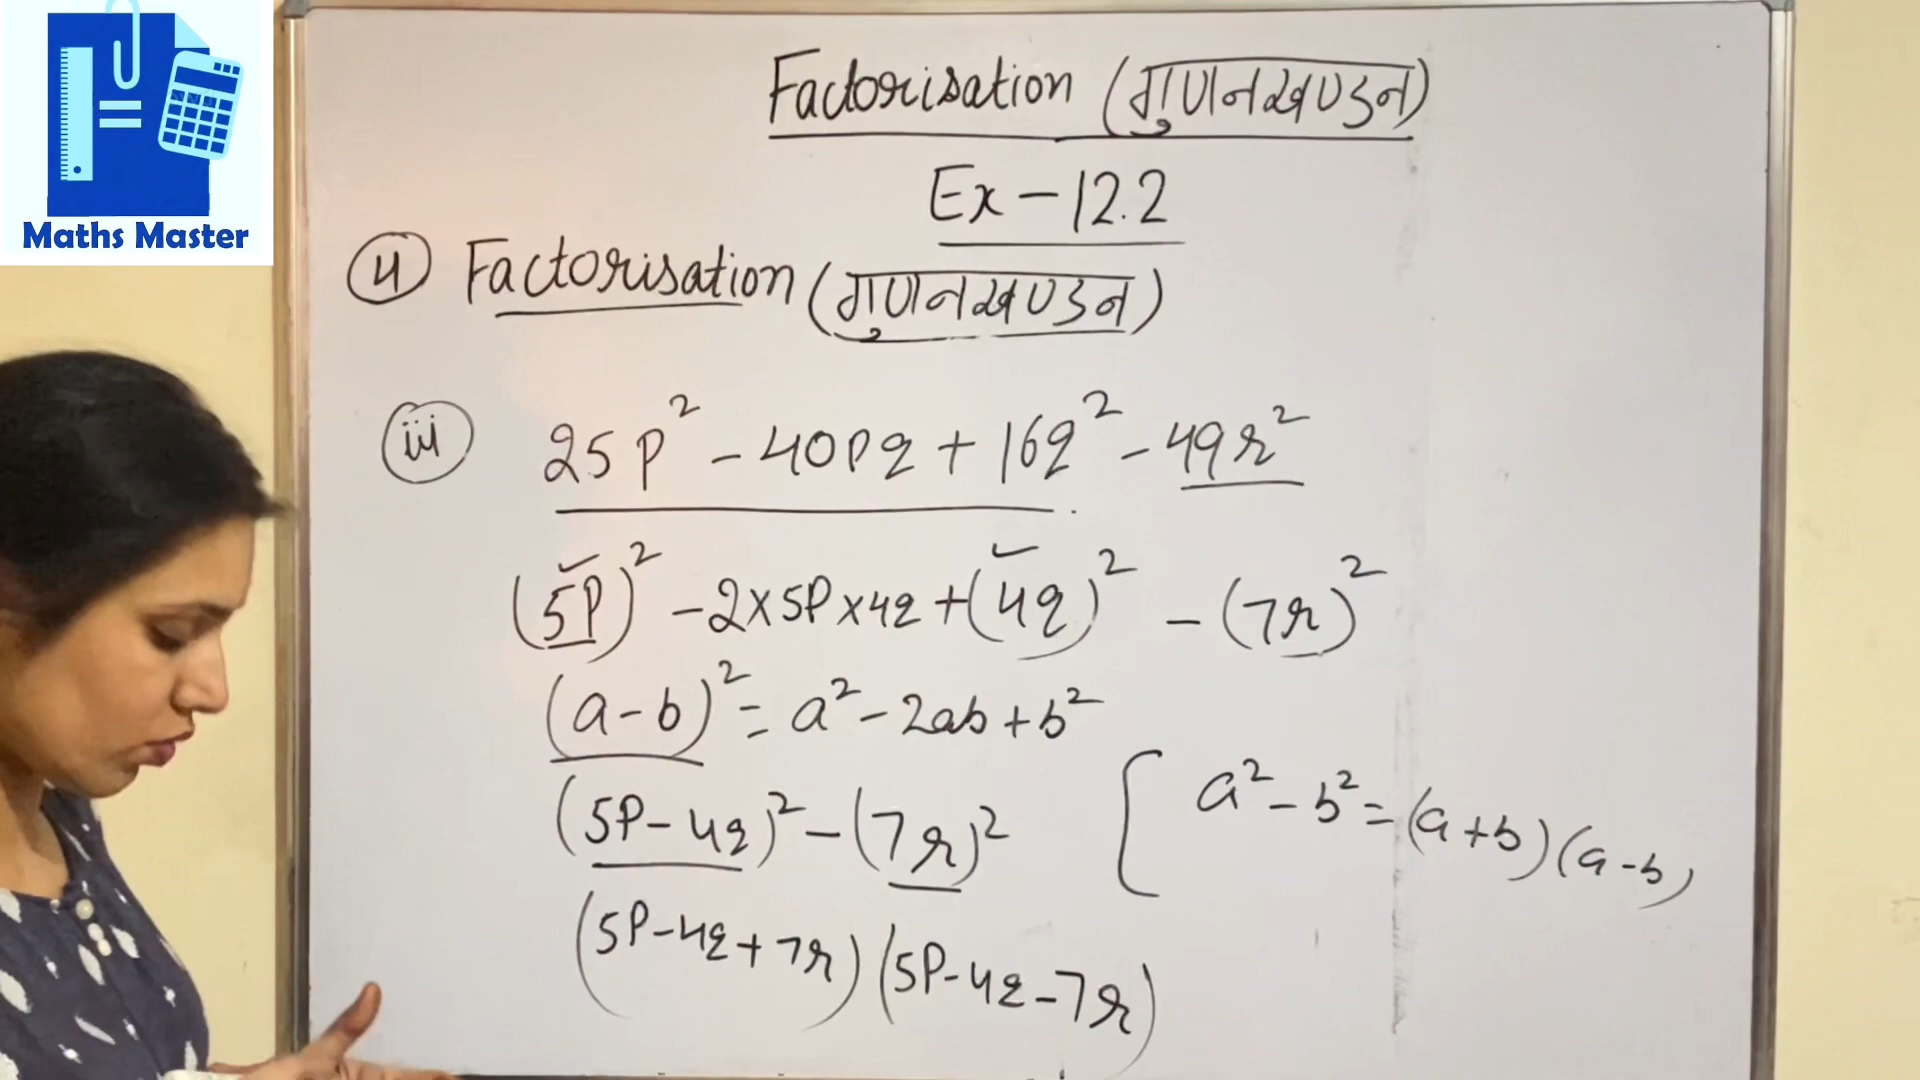 Maths Master
Factorisation (गुणनखण्डन)
Ex - 12.2
4 Factorisation (गुणनखण्डन)
iii 25p² - 40pq + 16q² - 49r²
(5p)² - 2×5p×4q + (4q)² - (7r)²
(a-b)² = a² - 2ab + b²
(5p-4q)² - (7r)² [ a² - b² = (a+b)(a-b)
(5p-4q+7r)(5p-4q-7r)